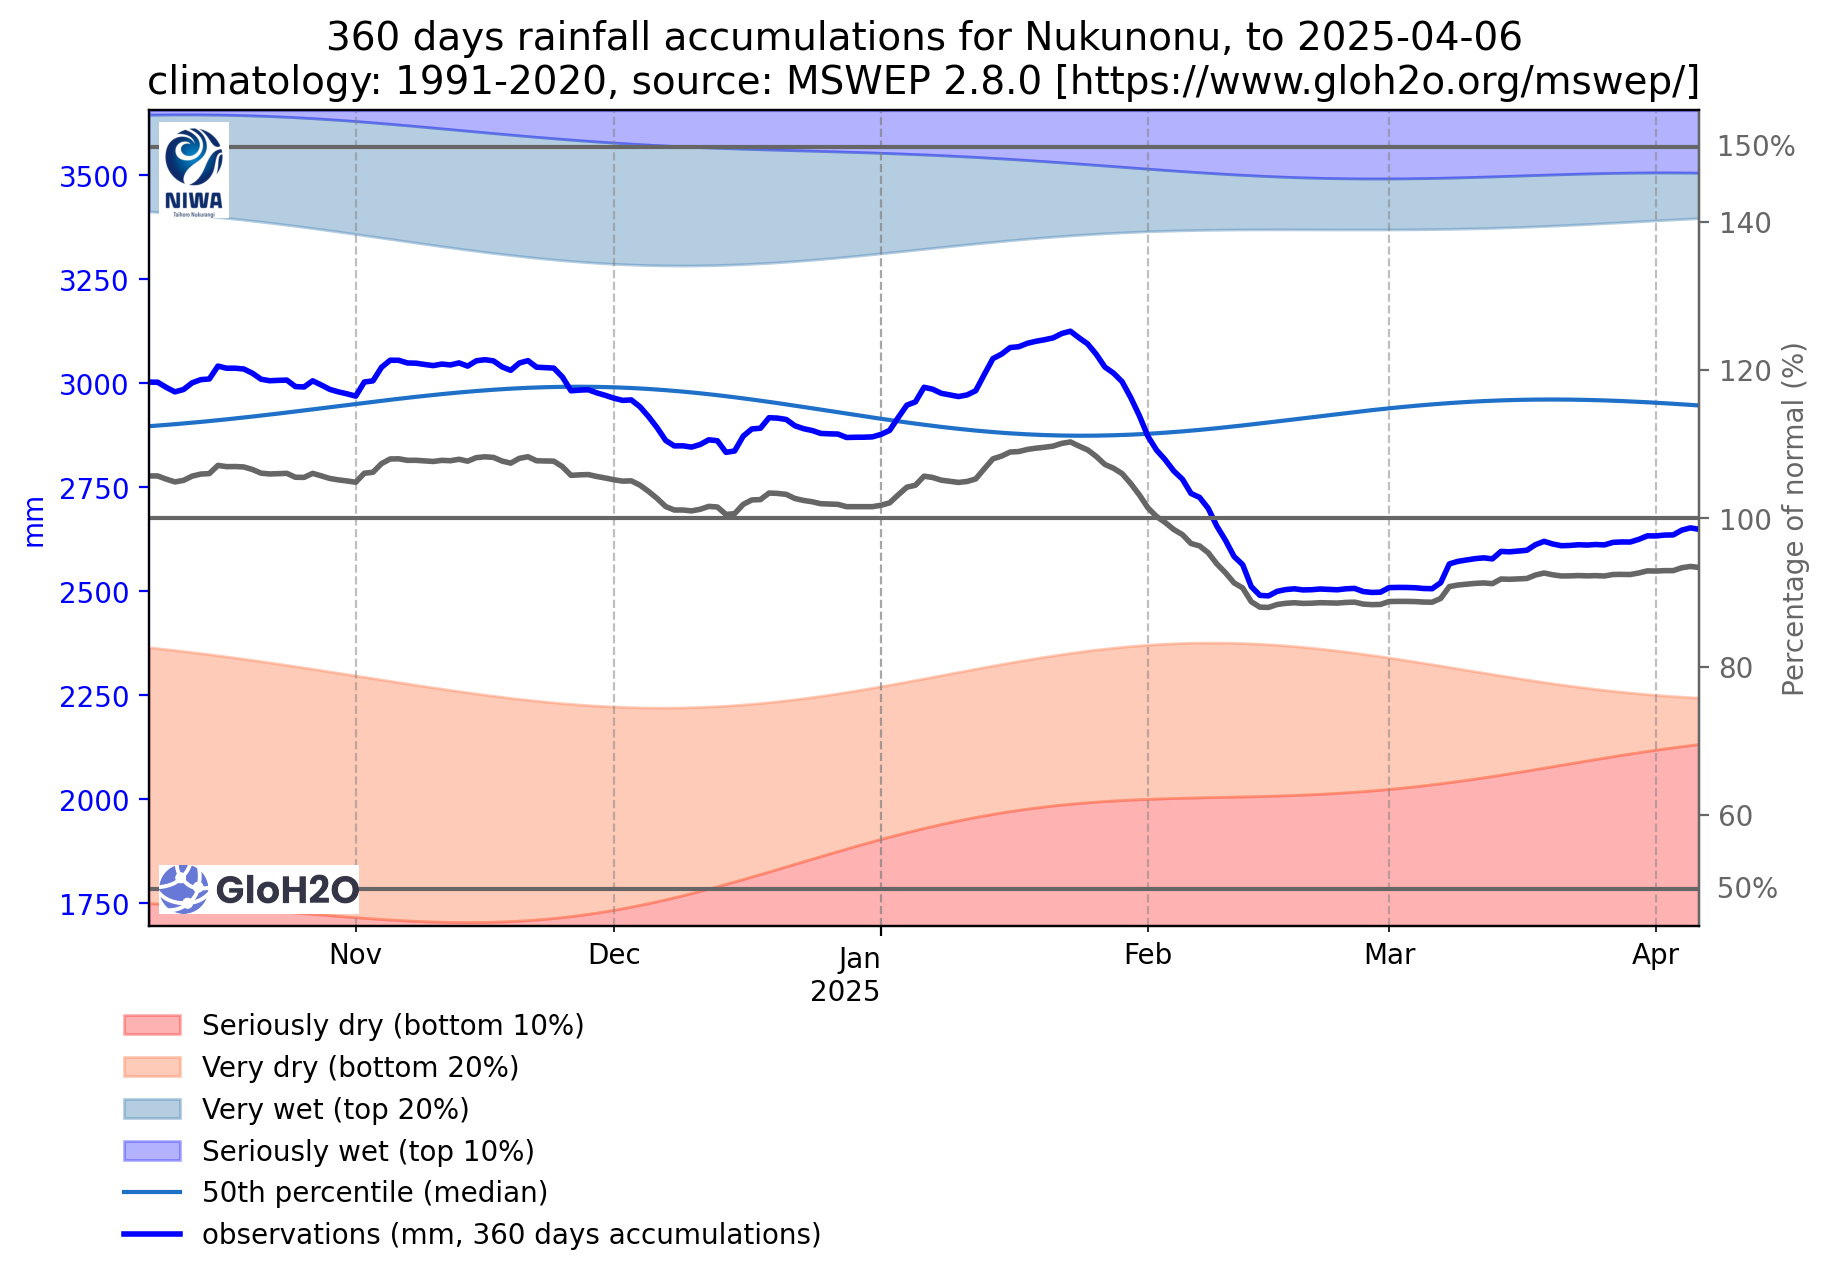 360 days rainfall accumulations for Nukunonu, to 2025-04-06
climatology: 1991-2020, source: MSWEP 2.8.0 [https://www.gloh2o.org/mswep/]
NIWA
Taihoro Nukurangi
3500
3250
3000
2750
2500
2250
2000
1750
mm
150%
140
120
100
80
60
50%
Percentage of normal (%)
GloH2O
Nov
Dec
Jan
2025
Feb
Mar
Apr
Seriously dry (bottom 10%)
Very dry (bottom 20%)
Very wet (top 20%)
Seriously wet (top 10%)
50th percentile (median)
observations (mm, 360 days accumulations)